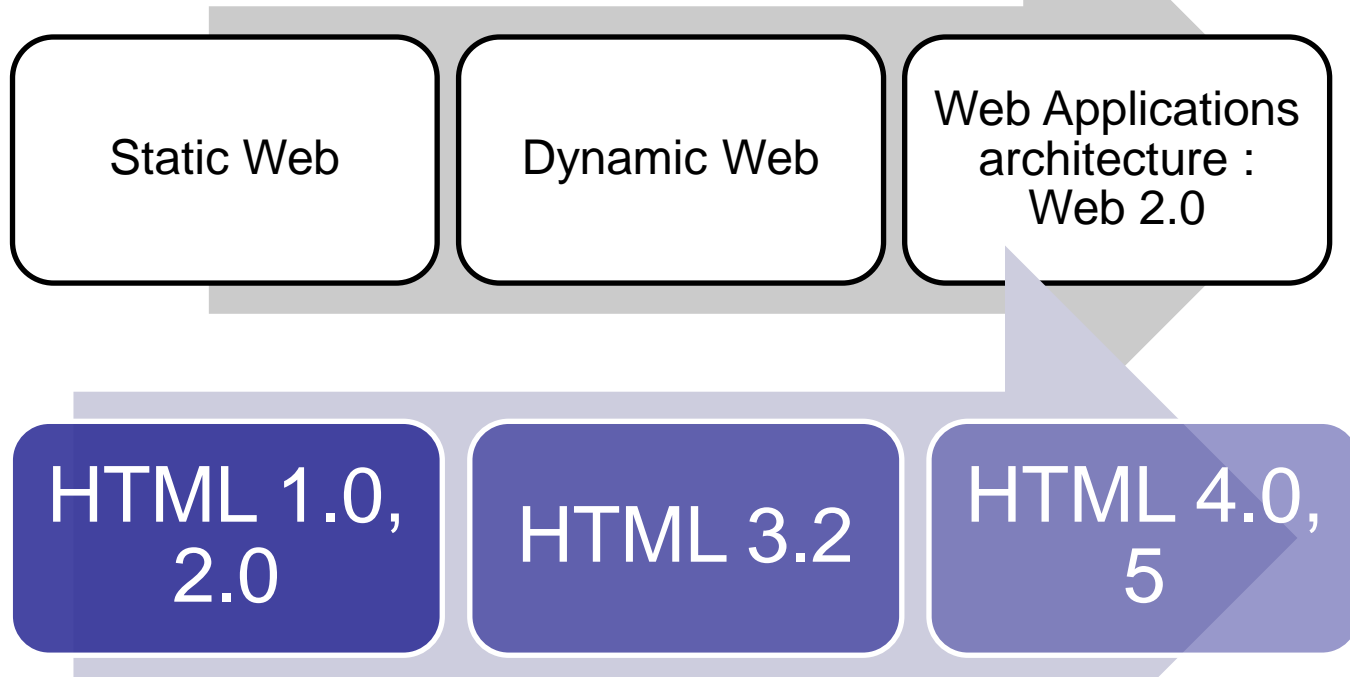 Static Web
Dynamic Web
Web Applications
architecture :
Web 2.0
HTML 1.0,
2.0
HTML 3.2
HTML 4.0,
5